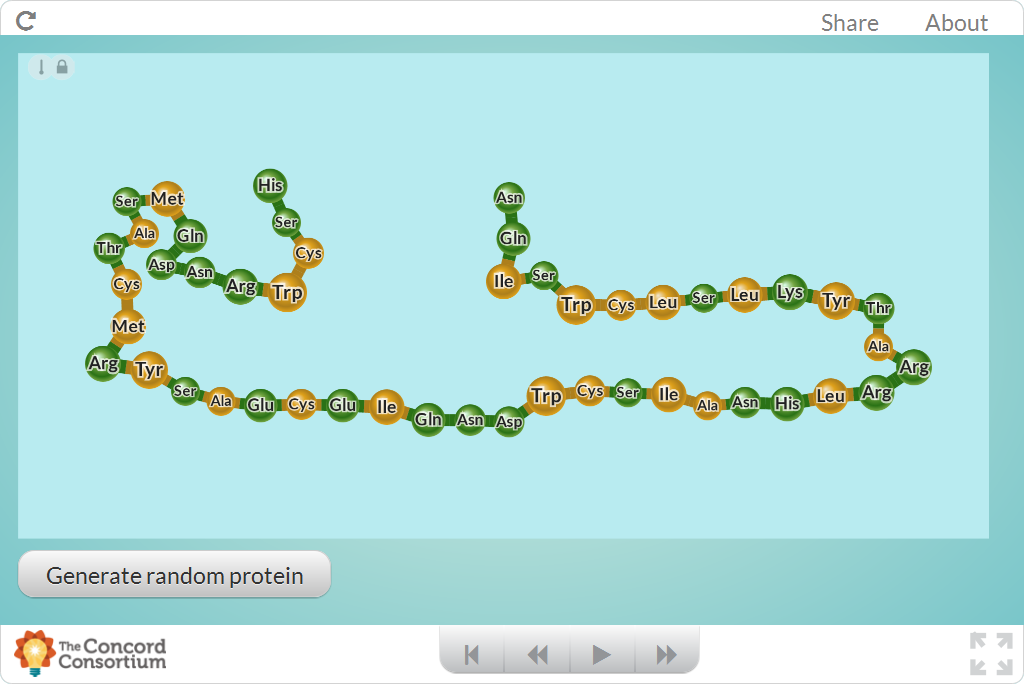 Share About
His
Ser
Cys
Trp
Arg
Asn
Asp
Gln
Met
Ser
Ala
Thr
Cys
Met
Arg
Tyr
Ser
Ala
Glu
Cys
Glu
Ile
Gln
Asn
Asp
Trp
Cys
Ser
Ile
Ala
Asn
His
Leu
Arg
Arg
Ala
Thr
Tyr
Lys
Leu
Ser
Leu
Cys
Trp
Ser
Ile
Gln
Asn
Generate random protein
The Concord
Consortium